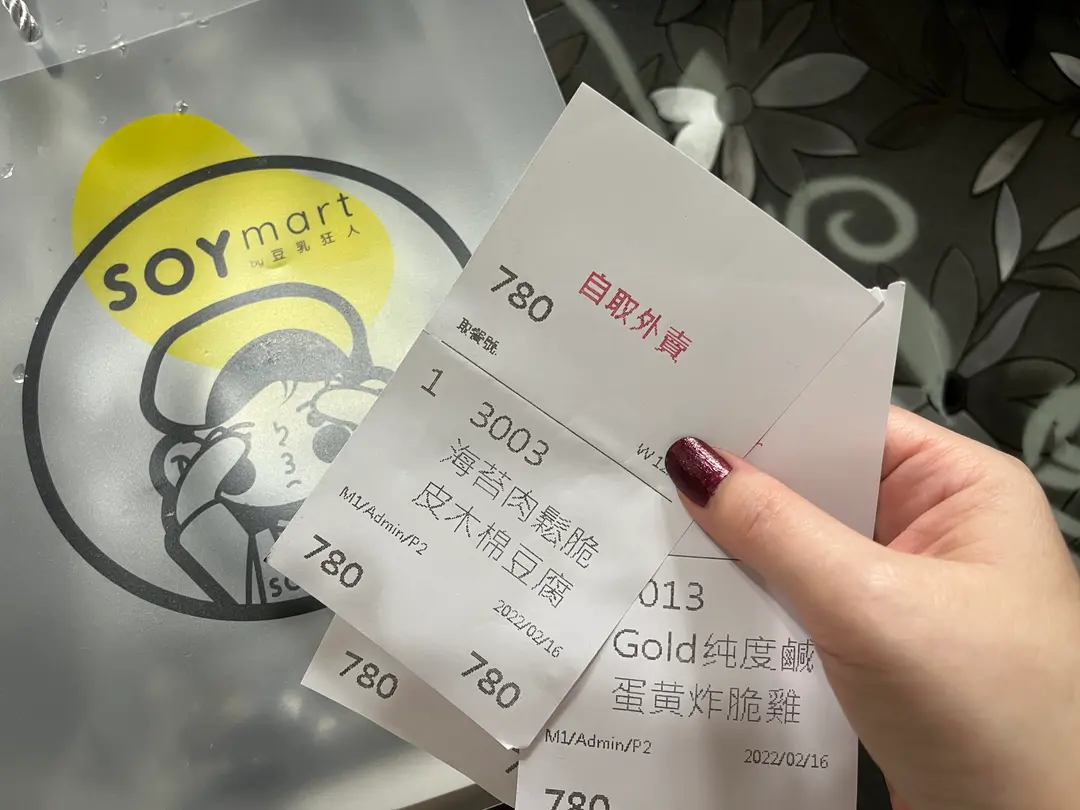 SOYmart
by 豆乳狂人
780
自取外賣
取餐號
1 3003
海苔肉鬆脆
皮木棉豆腐
M1/Admin/P2
780
2022/02/16
780
780
013
Gold纯度鹹
蛋黄炸脆雞
M1/Admin/P2
2022/02/16
780